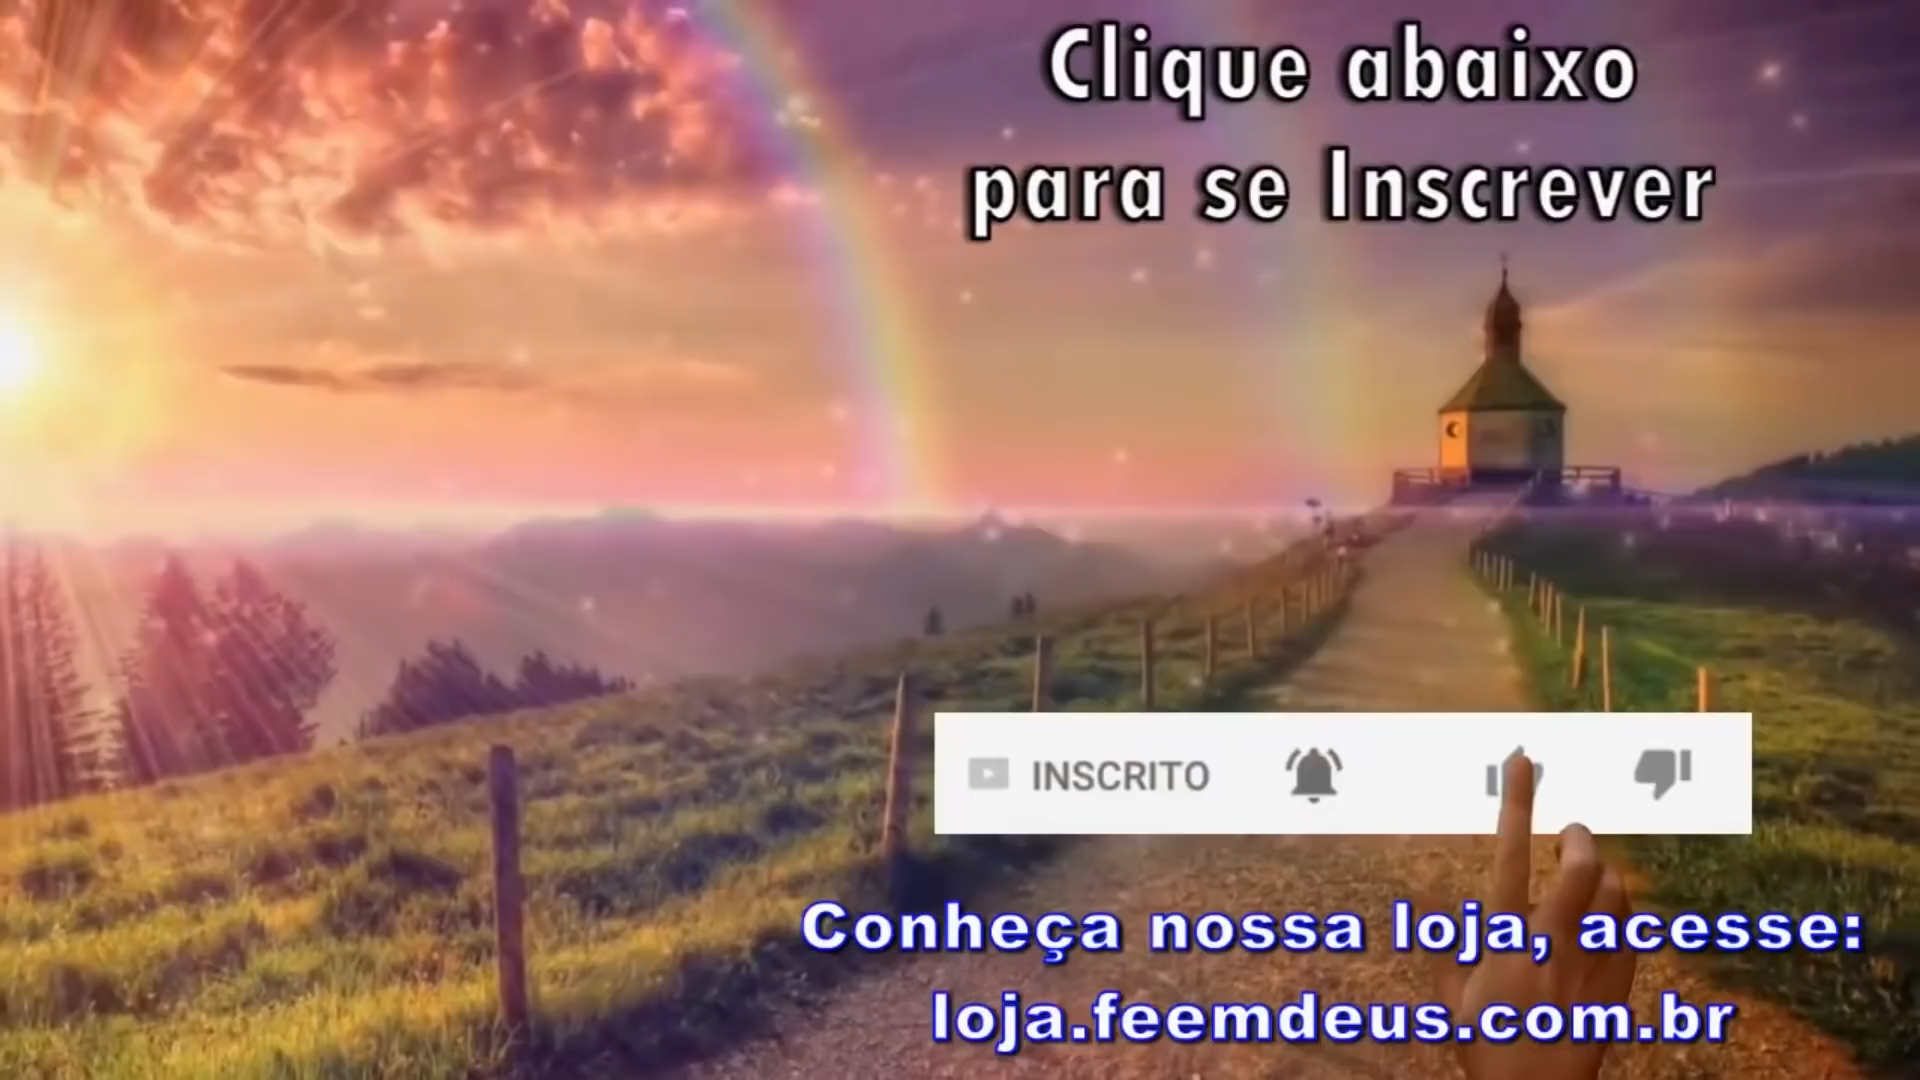 Clique abaixo
para se Inscrever
INSCRITO
Conheça nossa loja, acesse:
loja.feemdeus.com.br